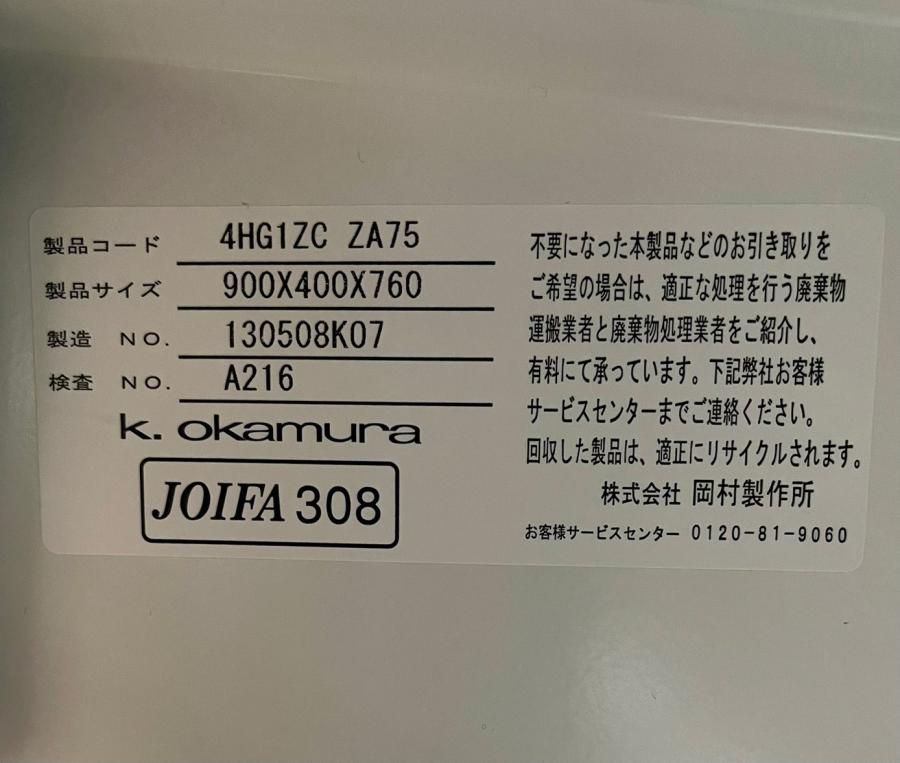 製品コード 4HG1ZC ZA75
製品サイズ 900X400X760
製造 NO. 130508K07
検査 NO. A216
k. okamura
JOIFA 308
不要になった本製品などのお引き取りを
ご希望の場合は、適正な処理を行う廃棄物
運搬業者と廃棄物処理業者をご紹介し、
有料にて承っています。下記弊社お客様
サービスセンターまでご連絡ください。
回収した製品は、適正にリサイクルされます。
株式会社 岡村製作所
お客様サービスセンター 0120-81-9060